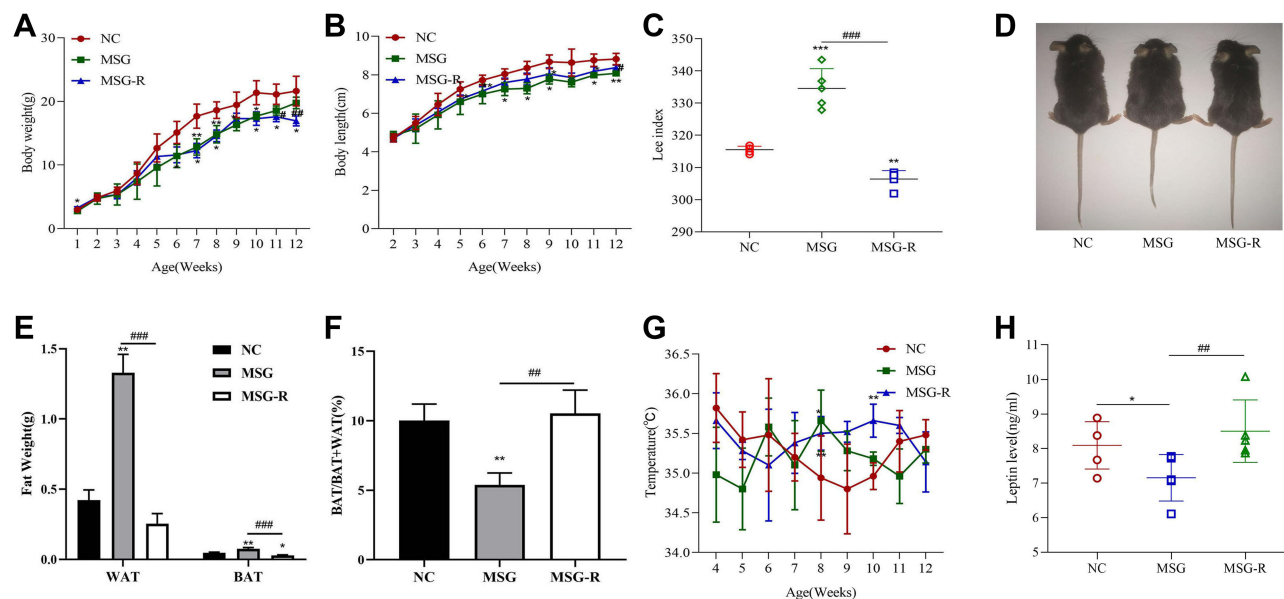 A
NC
MSG
MSG-R
Body weight(g)
30
20
10
0
1 2 3 4 5 6 7 8 9 10 11 12
Age(Weeks)
B
NC
MSG
MSG-R
Body length(cm)
10
8
6
4
2
0
2 3 4 5 6 7 8 9 10 11 12
Age(Weeks)
C
Lee index
350
340
330
320
310
300
290
***
###
**
NC MSG MSG-R
D
NC MSG MSG-R
E
Fat Weight(g)
1.5
1.0
0.5
0.0
**
###
NC
MSG
MSG-R
###
**
*
WAT BAT
F
BAT/BAT+WAT(%)
15
10
5
0
##
**
NC MSG MSG-R
G
NC
MSG
MSG-R
Temperature(℃)
36.5
36.0
35.5
35.0
34.5
34.0
*
**
**
4 5 6 7 8 9 10 11 12
Age(Weeks)
H
Leptin level(ng/ml)
11
10
9
8
7
6
5
##
*
NC MSG MSG-R